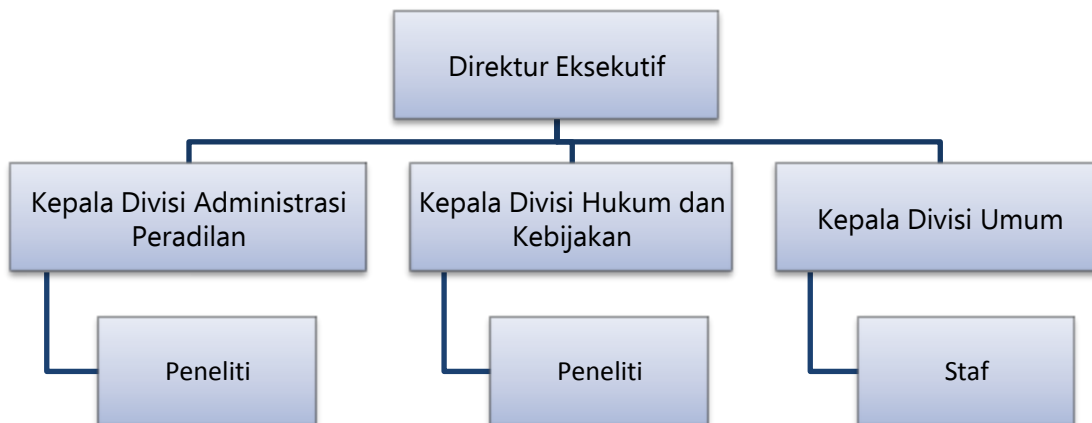 Direktur Eksekutif
Kepala Divisi Administrasi
Peradilan
Kepala Divisi Hukum dan
Kebijakan
Kepala Divisi Umum
Peneliti
Peneliti
Staf